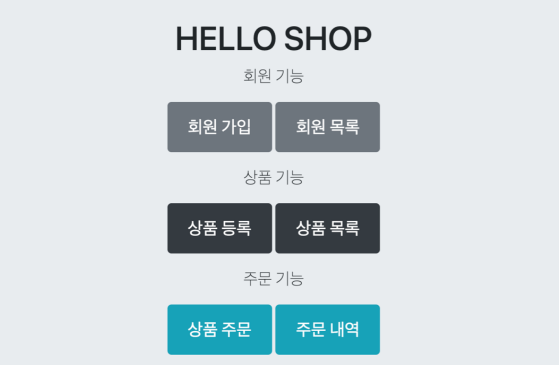 HELLO SHOP
회원 기능
회원 가입 회원 목록
상품 기능
상품 등록 상품 목록
주문 기능
상품 주문 주문 내역